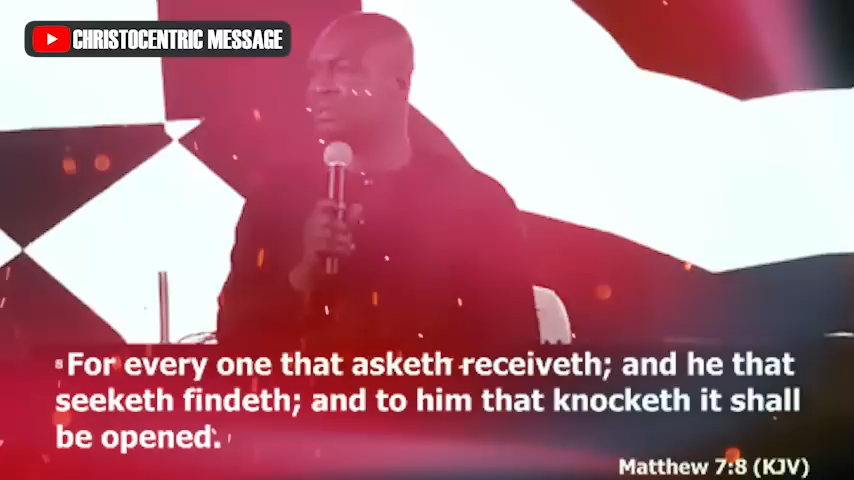 CHRISTOCENTRIC MESSAGE
8 For every one that asketh receiveth; and he that
seeketh findeth; and to him that knocketh it shall
be opened.
Matthew 7:8 (KJV)